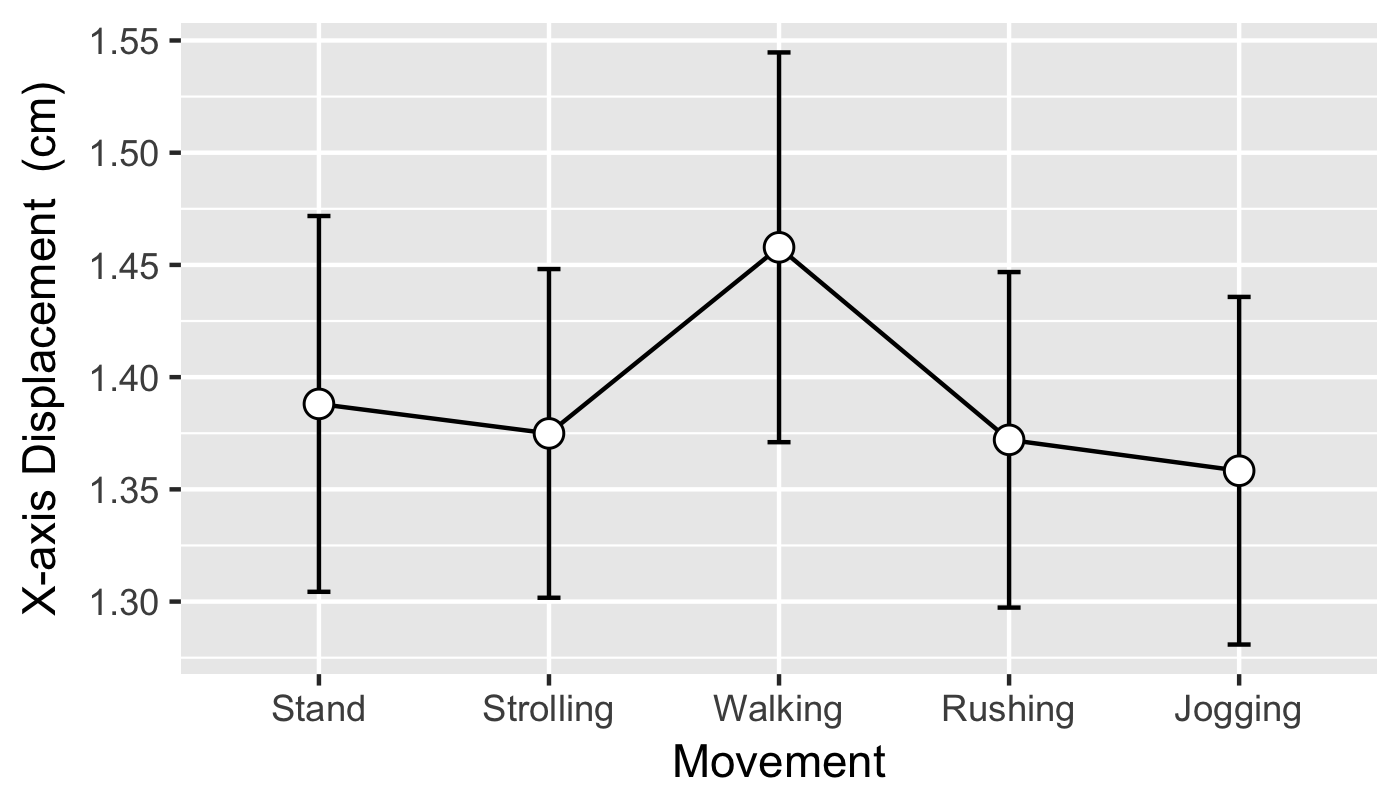 X-axis Displacement (cm)
1.55
1.50
1.45
1.40
1.35
1.30
Stand Strolling Walking Rushing Jogging
Movement